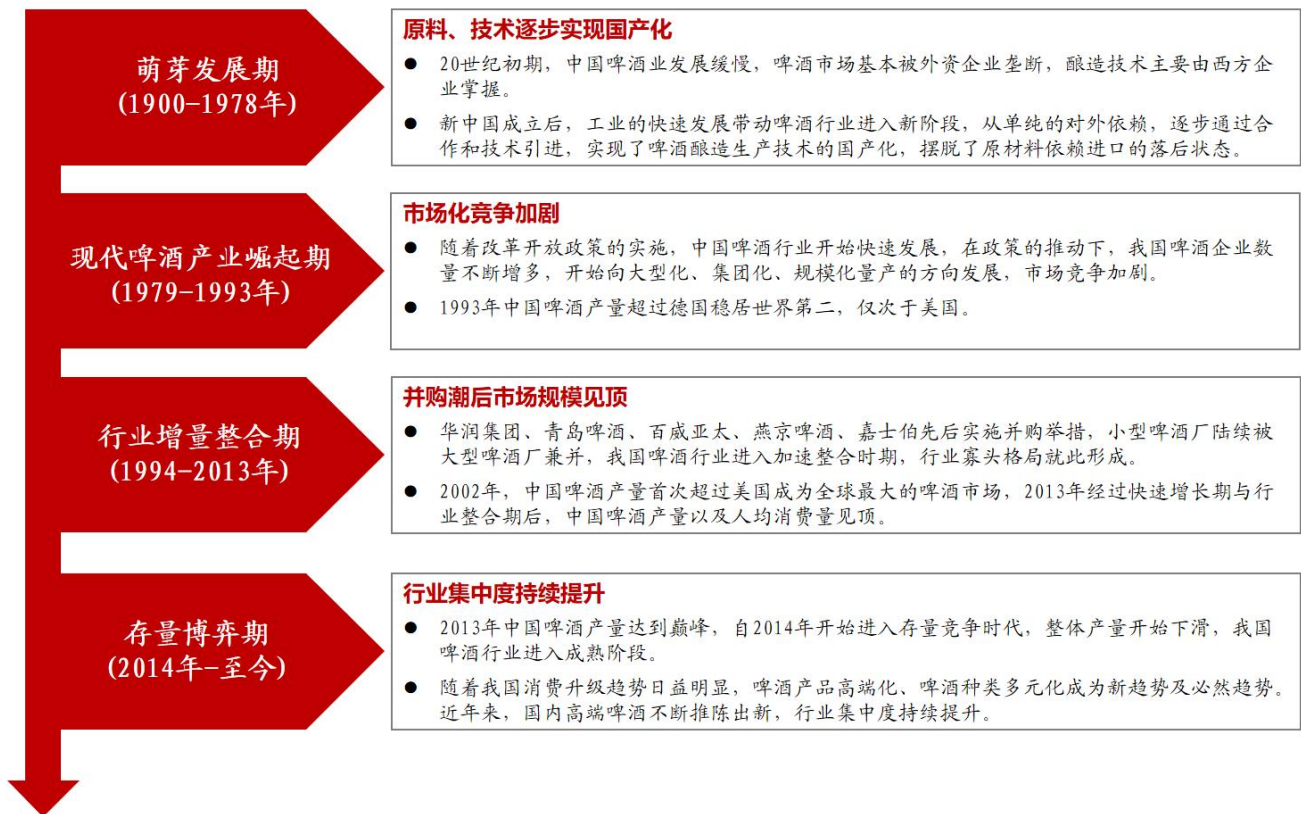 萌芽发展期
(1900-1978年)
原料、技术逐步实现国产化
● 20世纪初期，中国啤酒业发展缓慢，啤酒市场基本被外资企业垄断，酿造技术主要由西方企
业掌握。
● 新中国成立后，工业的快速发展带动啤酒行业进入新阶段，从单纯的对外依赖，逐步通过合
作和技术引进，实现了啤酒酿造生产技术的国产化，摆脱了原材料依赖进口的落后状态。
现代啤酒产业崛起期
(1979-1993年)
市场化竞争加剧
● 随着改革开放政策的实施，中国啤酒行业开始快速发展，在政策的推动下，我国啤酒企业数
量不断增多，开始向大型化、集团化、规模化量产的方向发展，市场竞争加剧。
● 1993年中国啤酒产量超过德国稳居世界第二，仅次于美国。
行业增量整合期
(1994-2013年)
并购潮后市场规模见顶
● 华润集团、青岛啤酒、百威亚太、燕京啤酒、嘉士伯先后实施并购举措，小型啤酒厂陆续被
大型啤酒厂兼并，我国啤酒行业进入加速整合时期，行业寡头格局就此形成。
● 2002年，中国啤酒产量首次超过美国成为全球最大的啤酒市场，2013年经过快速增长期与行
业整合期后，中国啤酒产量以及人均消费量见顶。
存量博弈期
(2014年-至今)
行业集中度持续提升
● 2013年中国啤酒产量达到巅峰，自2014年开始进入存量竞争时代，整体产量开始下滑，我国
啤酒行业进入成熟阶段。
● 随着我国消费升级趋势日益明显，啤酒产品高端化、啤酒种类多元化成为新趋势及必然趋势。
近年来，国内高端啤酒不断推陈出新，行业集中度持续提升。